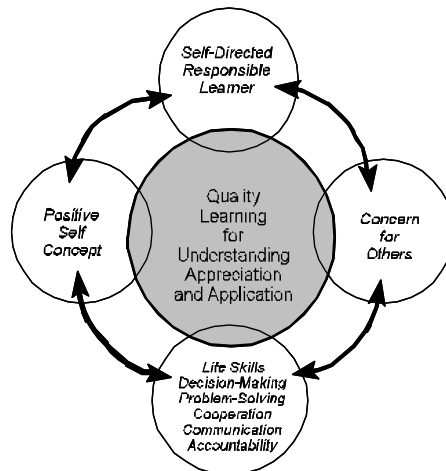 Self-Directed
Responsible
Learner
Positive
Self
Concept
Quality
Learning
for
Understanding
Appreciation
and Application
Concern
for
Others
Life Skills
Decision-Making
Problem-Solving
Cooperation
Communication
Accountability